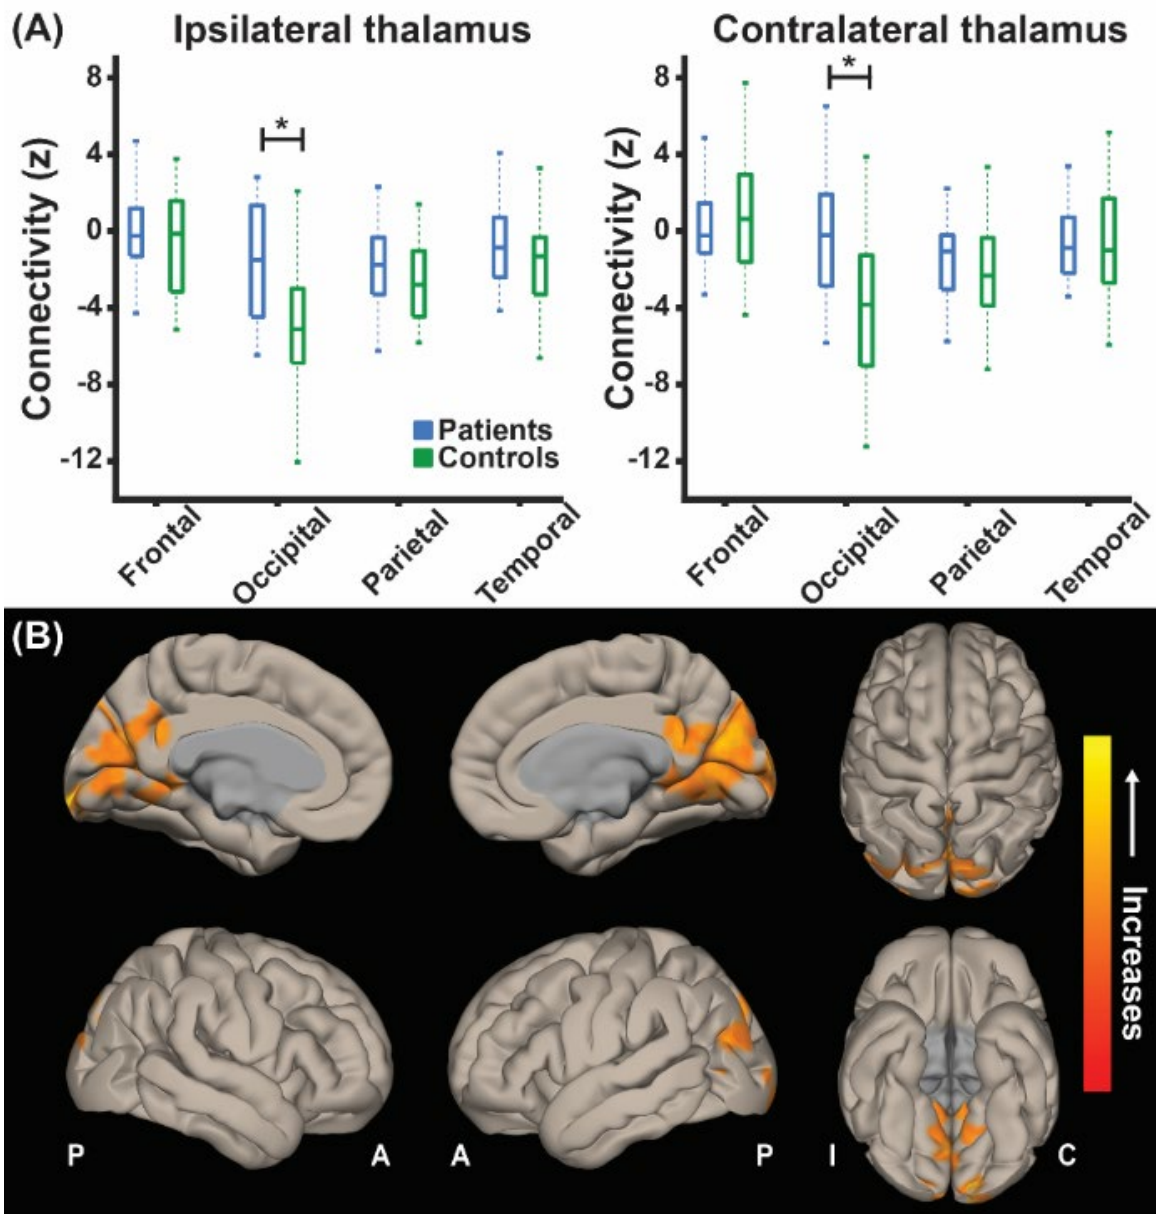 (A)
Ipsilateral thalamus
Contralateral thalamus
Connectivity (z)
8
4
0
-4
-8
-12
*
Patients
Controls
Frontal
Occipital
Parietal
Temporal
Connectivity (z)
8
4
0
-4
-8
-12
*
Frontal
Occipital
Parietal
Temporal
(B)
Increases
P
A
A
P
I
C